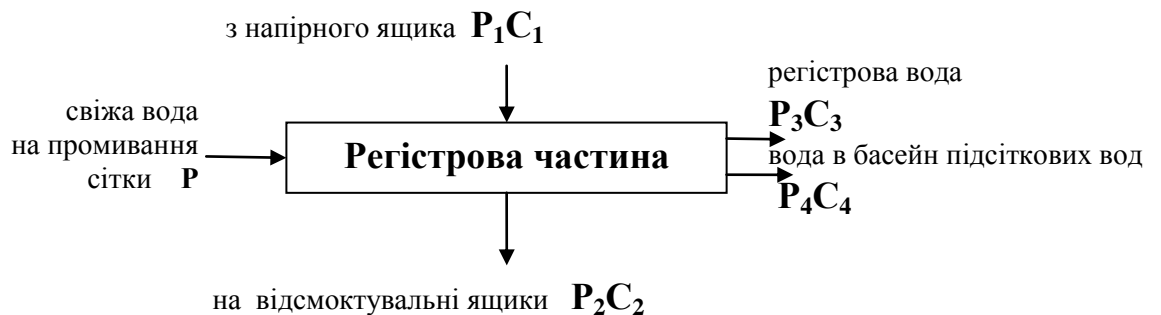 з напірного ящика P₁C₁
регістрова вода
P₃C₃
свіжа вода
на промивання
сітки P
Регістрова частина
вода в басейн підсіткових вод
P₄C₄
на відсмоктувальні ящики P₂C₂